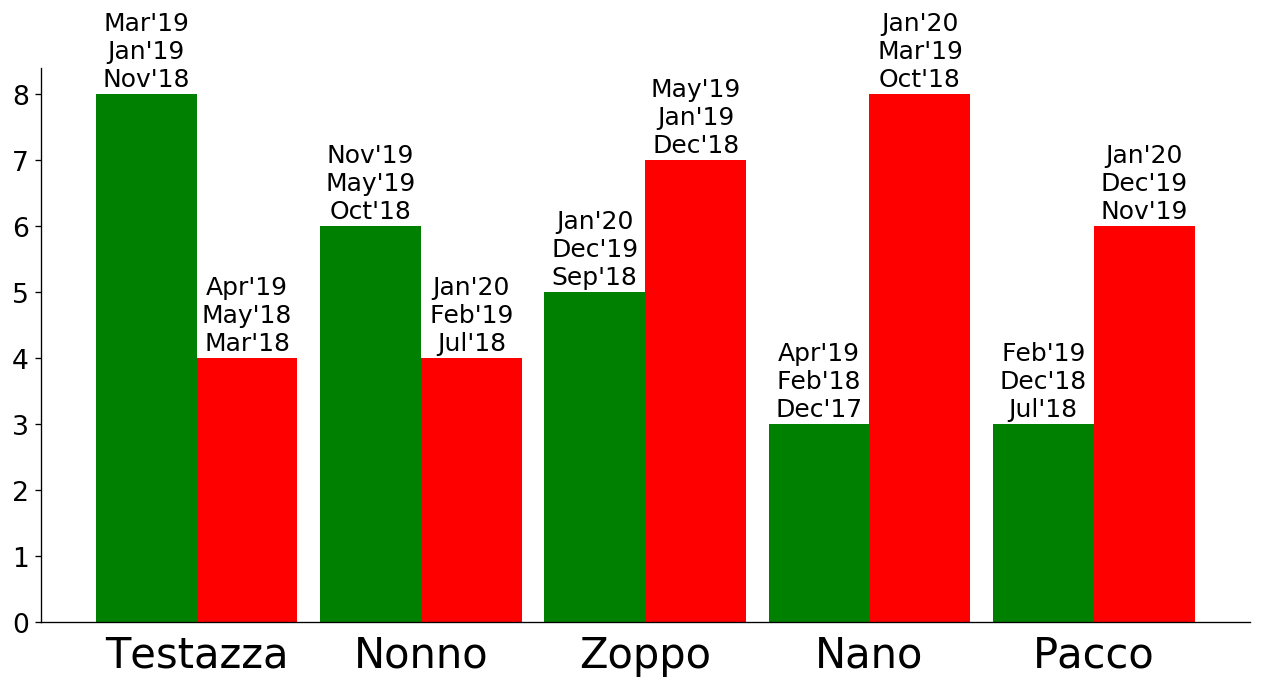 Mar'19
Jan'19
Nov'18
Apr'19
May'18
Mar'18
Nov'19
May'19
Oct'18
Jan'20
Feb'19
Jul'18
Jan'20
Dec'19
Sep'18
May'19
Jan'19
Dec'18
Apr'19
Feb'18
Dec'17
Jan'20
Mar'19
Oct'18
Feb'19
Dec'18
Jul'18
Jan'20
Dec'19
Nov'19
8
7
6
5
4
3
2
1
0
Testazza
Nonno
Zoppo
Nano
Pacco